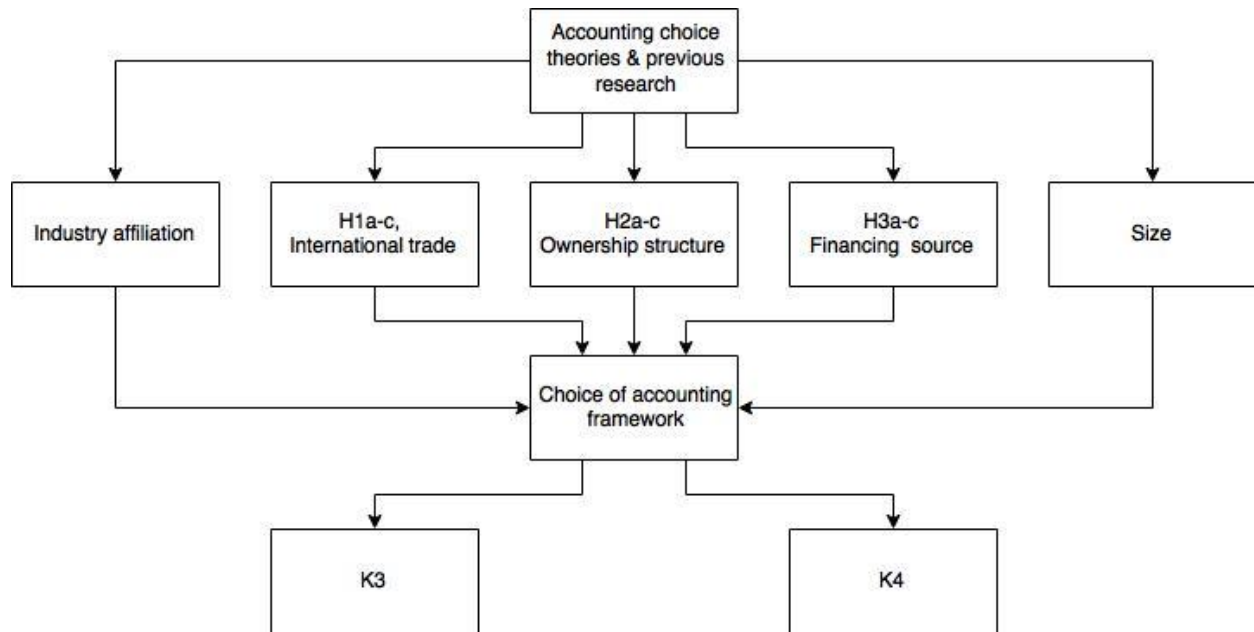 Accounting choice
theories & previous
research
Industry affiliation
H1a-c,
International trade
H2a-c
Ownership structure
H3a-c
Financing source
Size
Choice of accounting
framework
K3
K4